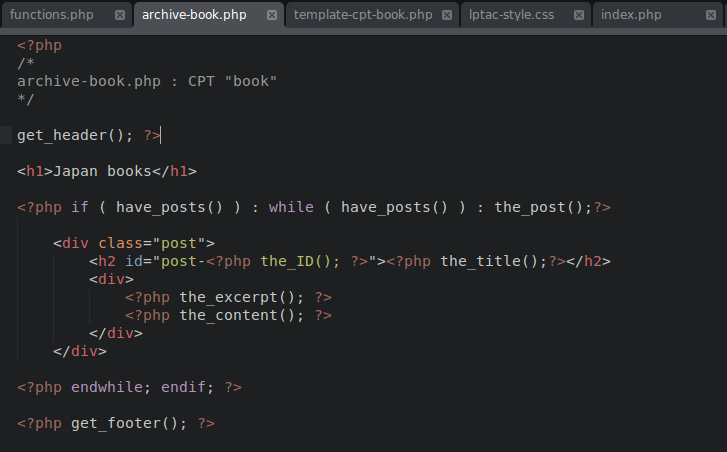 functions.php archive-book.php template-cpt-book.php lptac-style.css index.php
<?php
/*
archive-book.php : CPT "book"
*/
get_header(); ?>
<h1>Japan books</h1>
<?php if ( have_posts() ) : while ( have_posts() ) : the_post();?>
<div class="post">
<h2 id="post-<?php the_ID(); ?>"><?php the_title();?></h2>
<div>
<?php the_excerpt(); ?>
<?php the_content(); ?>
</div>
</div>
<?php endwhile; endif; ?>
<?php get_footer(); ?>